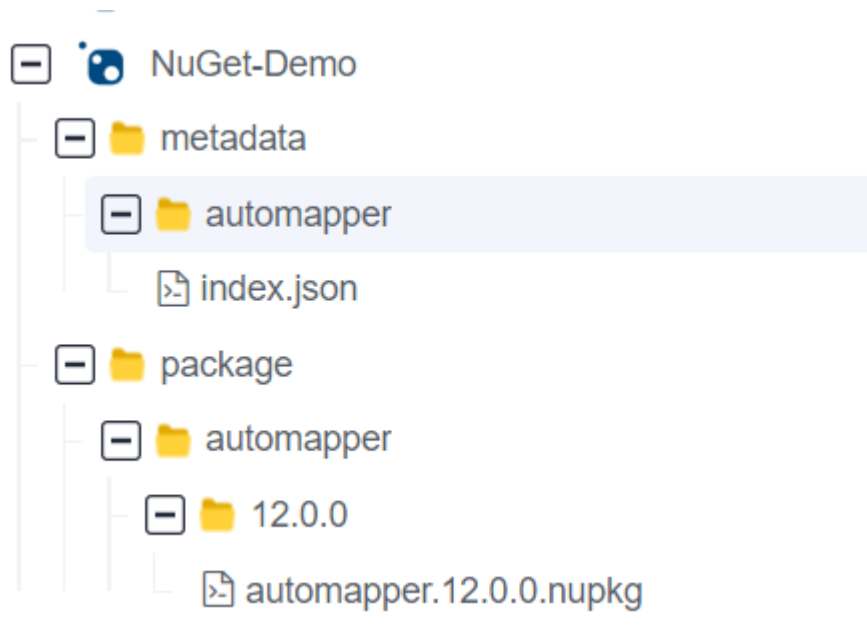 NuGet-Demo
metadata
automapper
index.json
package
automapper
12.0.0
automapper.12.0.0.nupkg